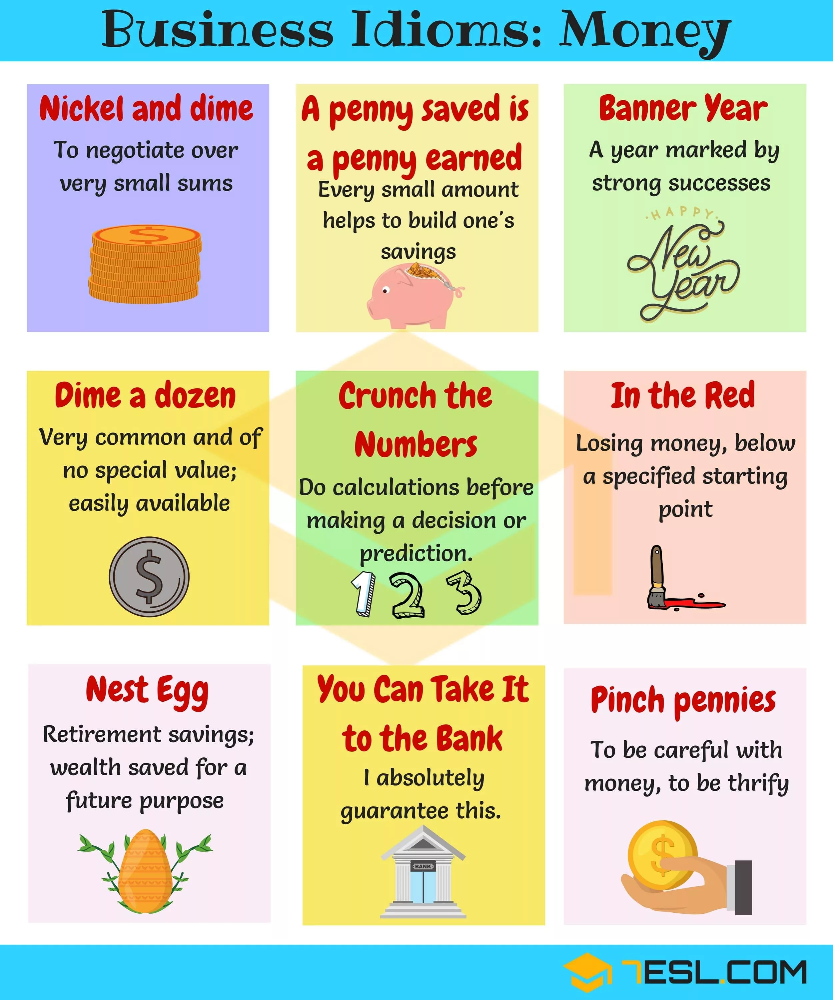 Business Idioms: Money
Nickel and dime
To negotiate over
very small sums
A penny saved is
a penny earned
Every small amount
helps to build one's
savings
Banner Year
A year marked by
strong successes
HAPPY
New
Year
Dime a dozen
Very common and of
no special value;
easily available
$
Crunch the
Numbers
Do calculations before
making a decision or
prediction.
1 2 3
In the Red
Losing money, below
a specified starting
point
Nest Egg
Retirement savings;
wealth saved for a
future purpose
You Can Take It
to the Bank
I absolutely
guarantee this.
BANK
Pinch pennies
To be careful with
money, to be thrify
$
7ESL.COM